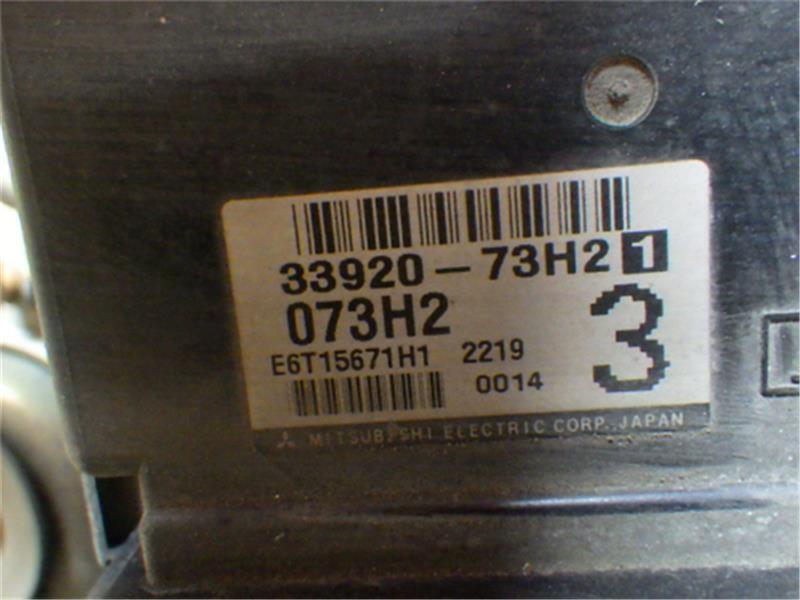 33920-73H2 1
073H2
3
E6T15671H1 2219
0014
MITSUBISHI ELECTRIC CORP. JAPAN